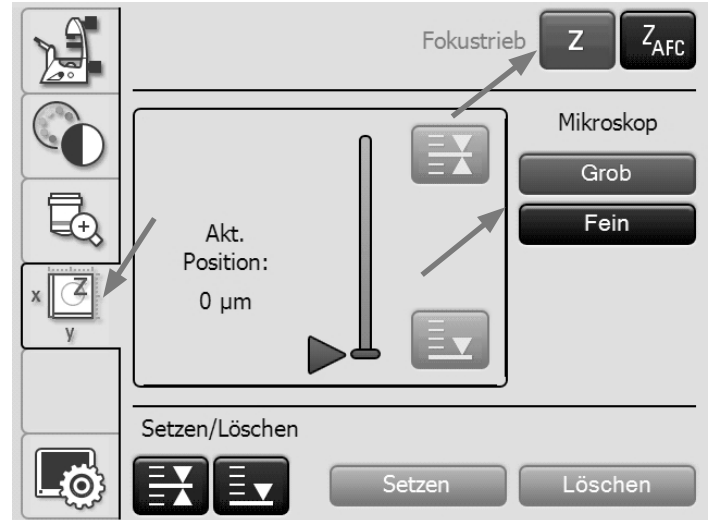 Fokustrieb
Z
ZAFC
Mikroskop
Grob
Fein
Akt.
Position:
0 µm
x
Z
y
Setzen/Löschen
Setzen
Löschen